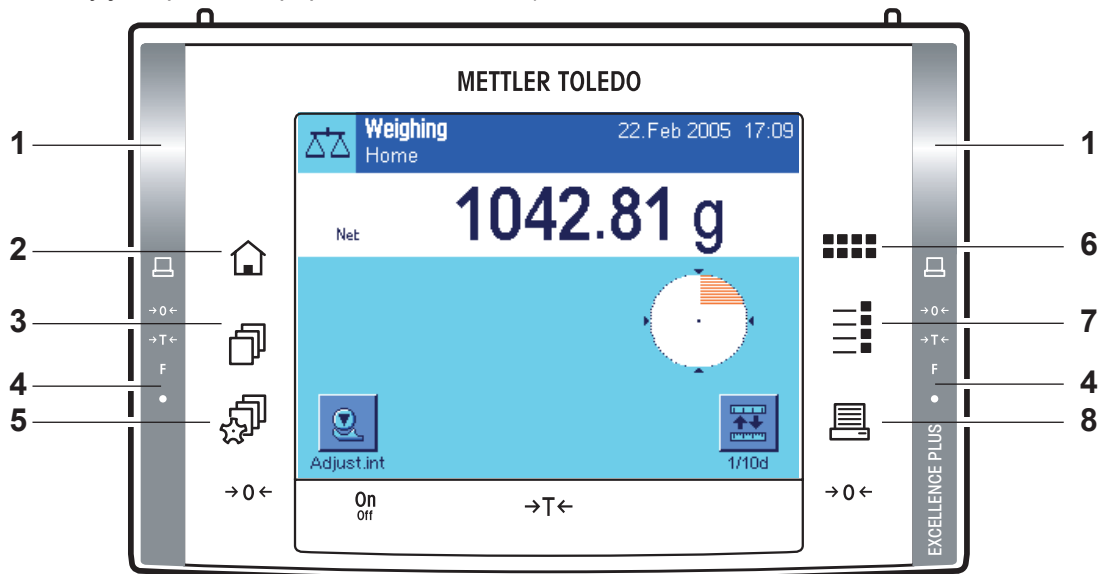 METTLER TOLEDO
1
1
Weighing
22.Feb 2005 17:09
Home
Net
1042.81 g
2
6
→0←
→0←
3
7
→T←
→T←
F
F
4
4
5
8
Adjust.int
1/10d
→0←
On
Off
→T←
→0←
EXCELLENCE PLUS